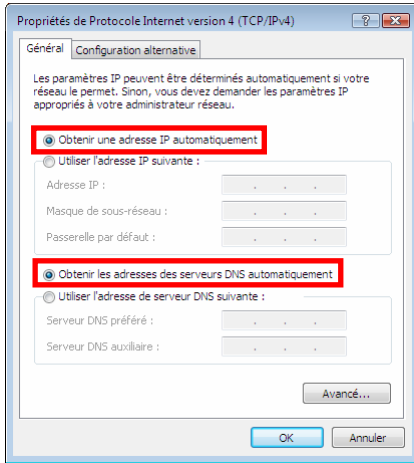 Propriétés de Protocole Internet version 4 (TCP/IPv4)
Général
Configuration alternative
Les paramètres IP peuvent être déterminés automatiquement si votre
réseau le permet. Sinon, vous devez demander les paramètres IP
appropriés à votre administrateur réseau.
Obtenir une adresse IP automatiquement
Utiliser l'adresse IP suivante :
Adresse IP :
Masque de sous-réseau :
Passerelle par défaut :
Obtenir les adresses des serveurs DNS automatiquement
Utiliser l'adresse de serveur DNS suivante :
Serveur DNS préféré :
Serveur DNS auxiliaire :
Avancé...
OK
Annuler